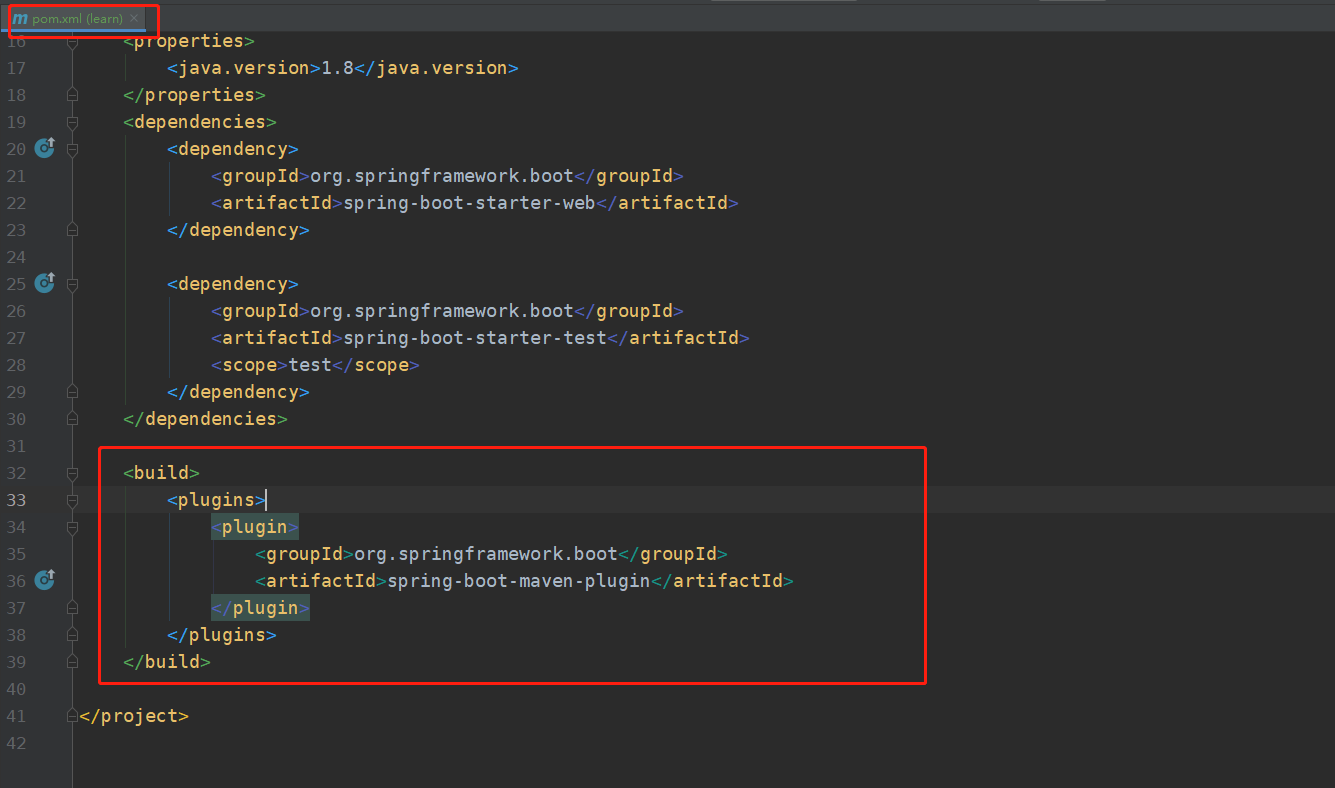 m pom.xml (learn) ×
16 <properties>
17 <java.version>1.8</java.version>
18 </properties>
19 <dependencies>
20 <dependency>
21 <groupId>org.springframework.boot</groupId>
22 <artifactId>spring-boot-starter-web</artifactId>
23 </dependency>
24
25 <dependency>
26 <groupId>org.springframework.boot</groupId>
27 <artifactId>spring-boot-starter-test</artifactId>
28 <scope>test</scope>
29 </dependency>
30 </dependencies>
31
32 <build>
33 <plugins>
34 <plugin>
35 <groupId>org.springframework.boot</groupId>
36 <artifactId>spring-boot-maven-plugin</artifactId>
37 </plugin>
38 </plugins>
39 </build>
40
41 </project>
42